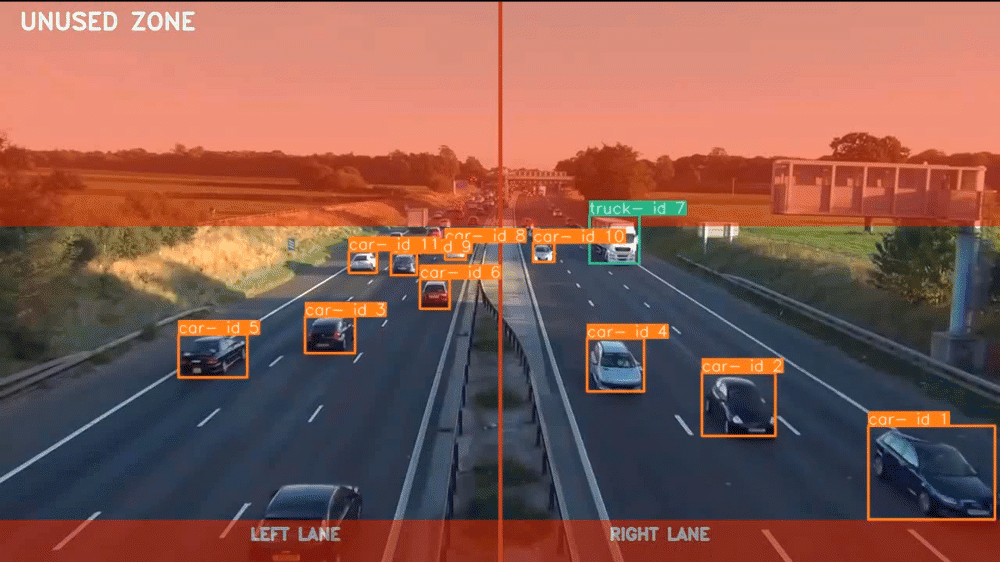 UNUSED ZONE
truck- id 7
car- id 8
car- id 10
car- id 11
d 9
car- id 6
car- id 3
car- id 5
car- id 4
car- id 2
car- id 1
LEFT LANE
RIGHT LANE